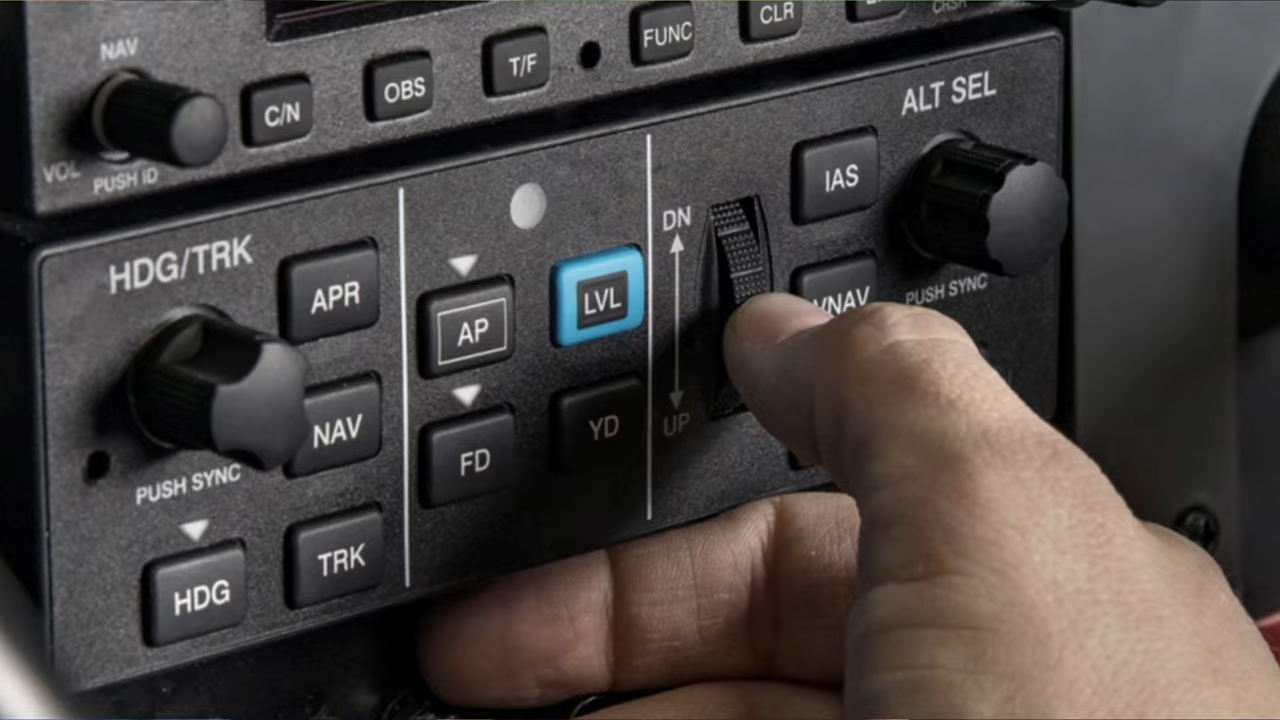 NAV
VOL
PUSH ID
C/N
OBS
T/F
FUNC
CLR
CRSR
HDG/TRK
PUSH SYNC
APR
NAV
HDG
TRK
AP
LVL
FD
YD
DN
UP
IAS
VNAV
ALT SEL
PUSH SYNC